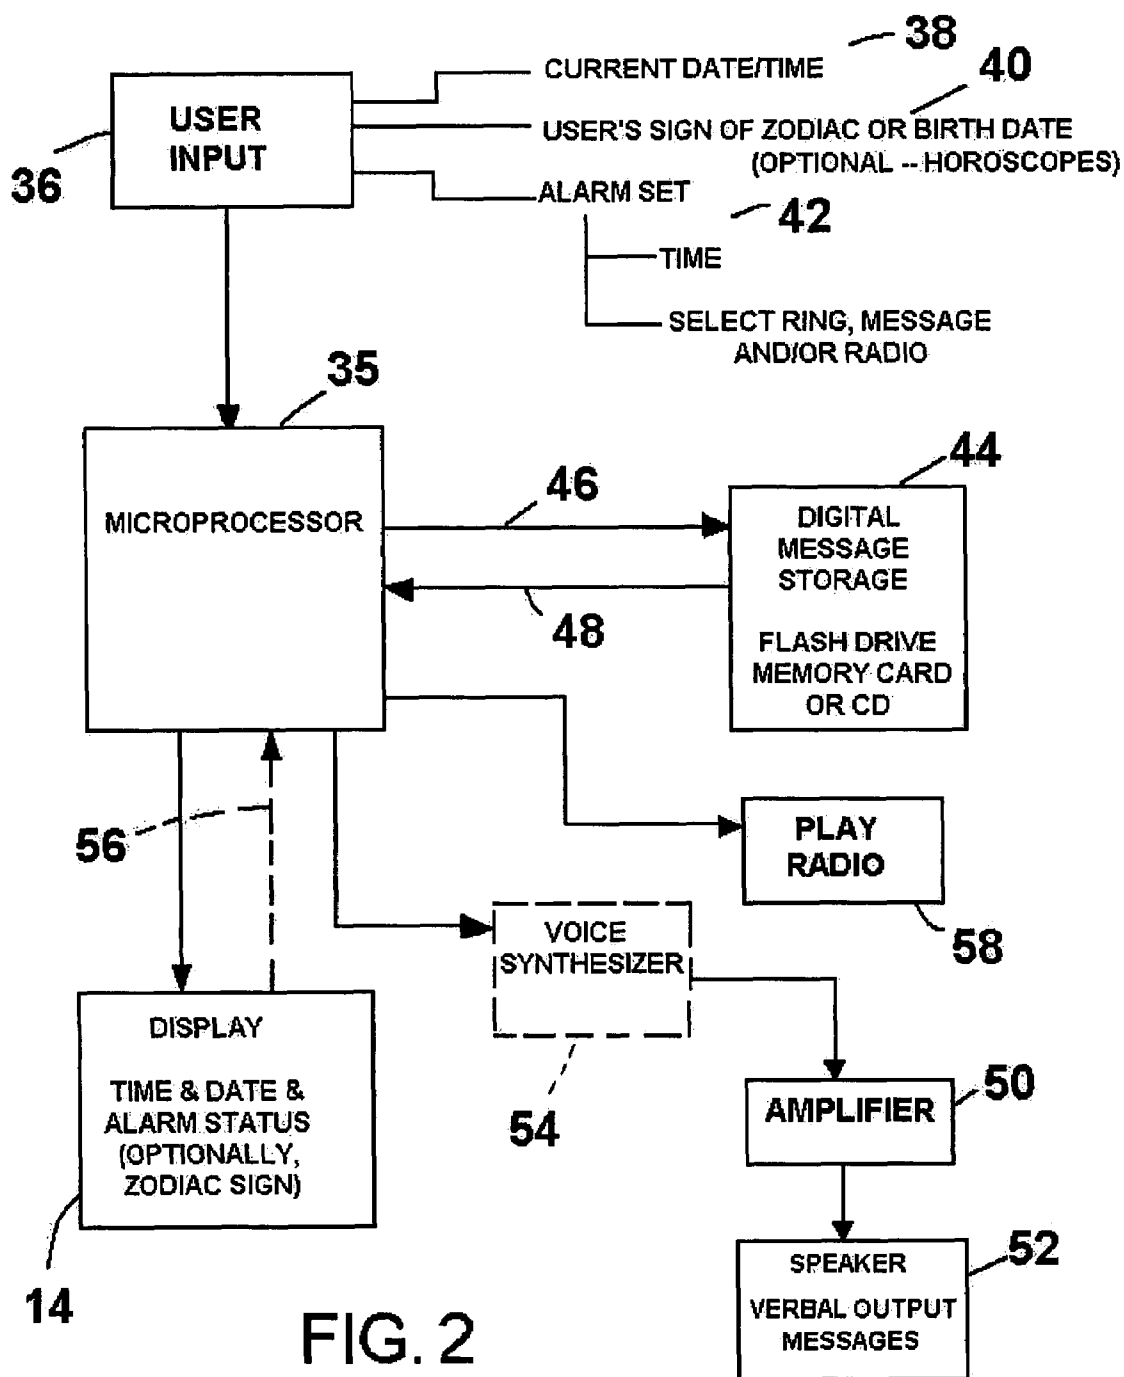 38
CURRENT DATE/TIME
40
USER INPUT
USER'S SIGN OF ZODIAC OR BIRTH DATE
(OPTIONAL -- HOROSCOPES)
36
ALARM SET
42
TIME
SELECT RING, MESSAGE
AND/OR RADIO
35
MICROPROCESSOR
46
48
44
DIGITAL
MESSAGE
STORAGE
FLASH DRIVE
MEMORY CARD
OR CD
56
PLAY
RADIO
58
VOICE
SYNTHESIZER
54
DISPLAY
TIME & DATE &
ALARM STATUS
(OPTIONALLY,
ZODIAC SIGN)
14
AMPLIFIER
50
SPEAKER
VERBAL OUTPUT
MESSAGES
52
FIG. 2